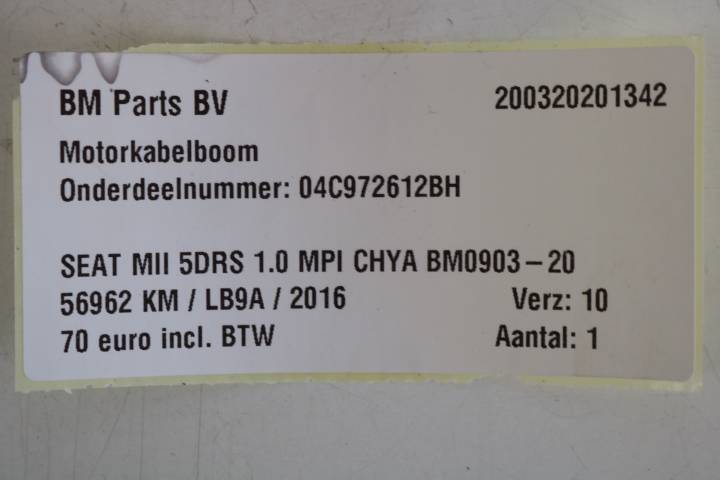 BM Parts BV 200320201342
Motorkabelboom
Onderdeelnummer: 04C972612BH
SEAT MII 5DRS 1.0 MPI CHYA BM0903-20
56962 KM / LB9A / 2016 Verz: 10
70 euro incl. BTW Aantal: 1